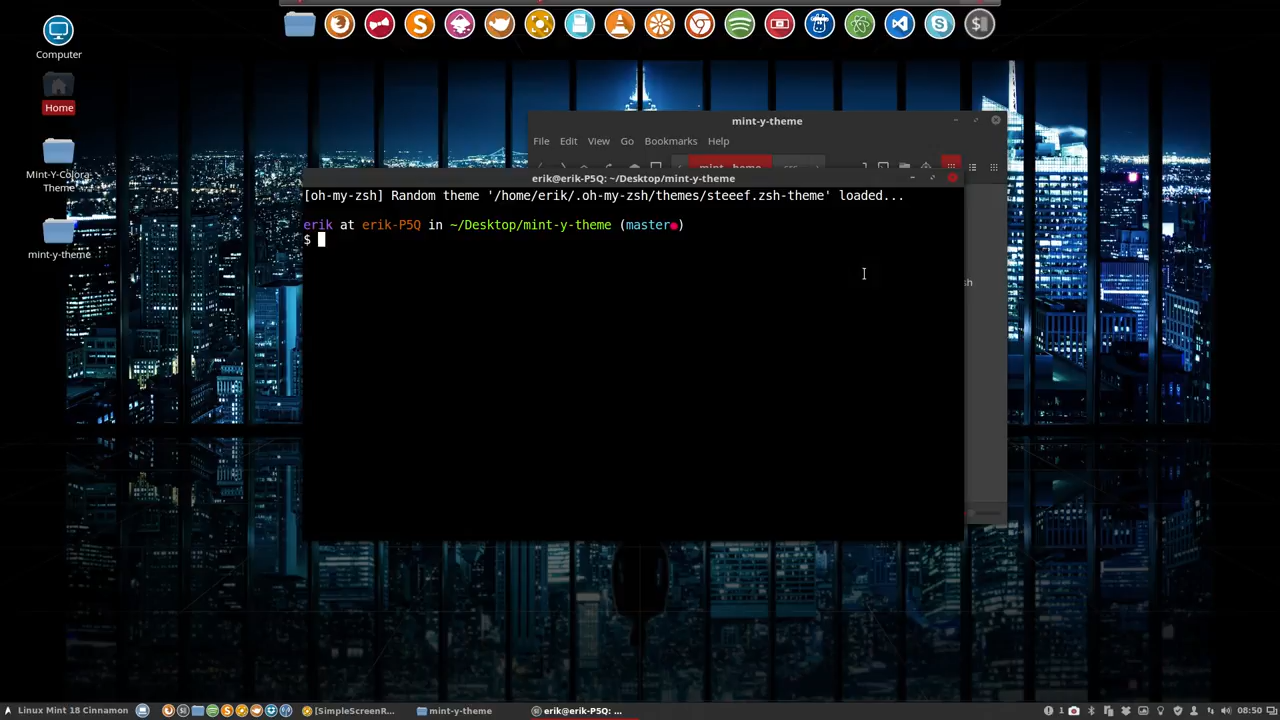 Computer
Home
Mint-Y-Colora
Theme
mint-y-theme
mint-y-theme
File Edit View Go Bookmarks Help
erik@erik-P5Q: ~/Desktop/mint-y-theme
[oh-my-zsh] Random theme '/home/erik/.oh-my-zsh/themes/steeef.zsh-theme' loaded...
erik at erik-P5Q in ~/Desktop/mint-y-theme (master●)
$
Linux Mint 18 Cinnamon
[SimpleScreenR...
mint-y-theme
erik@erik-P5Q: ...
1
08:50